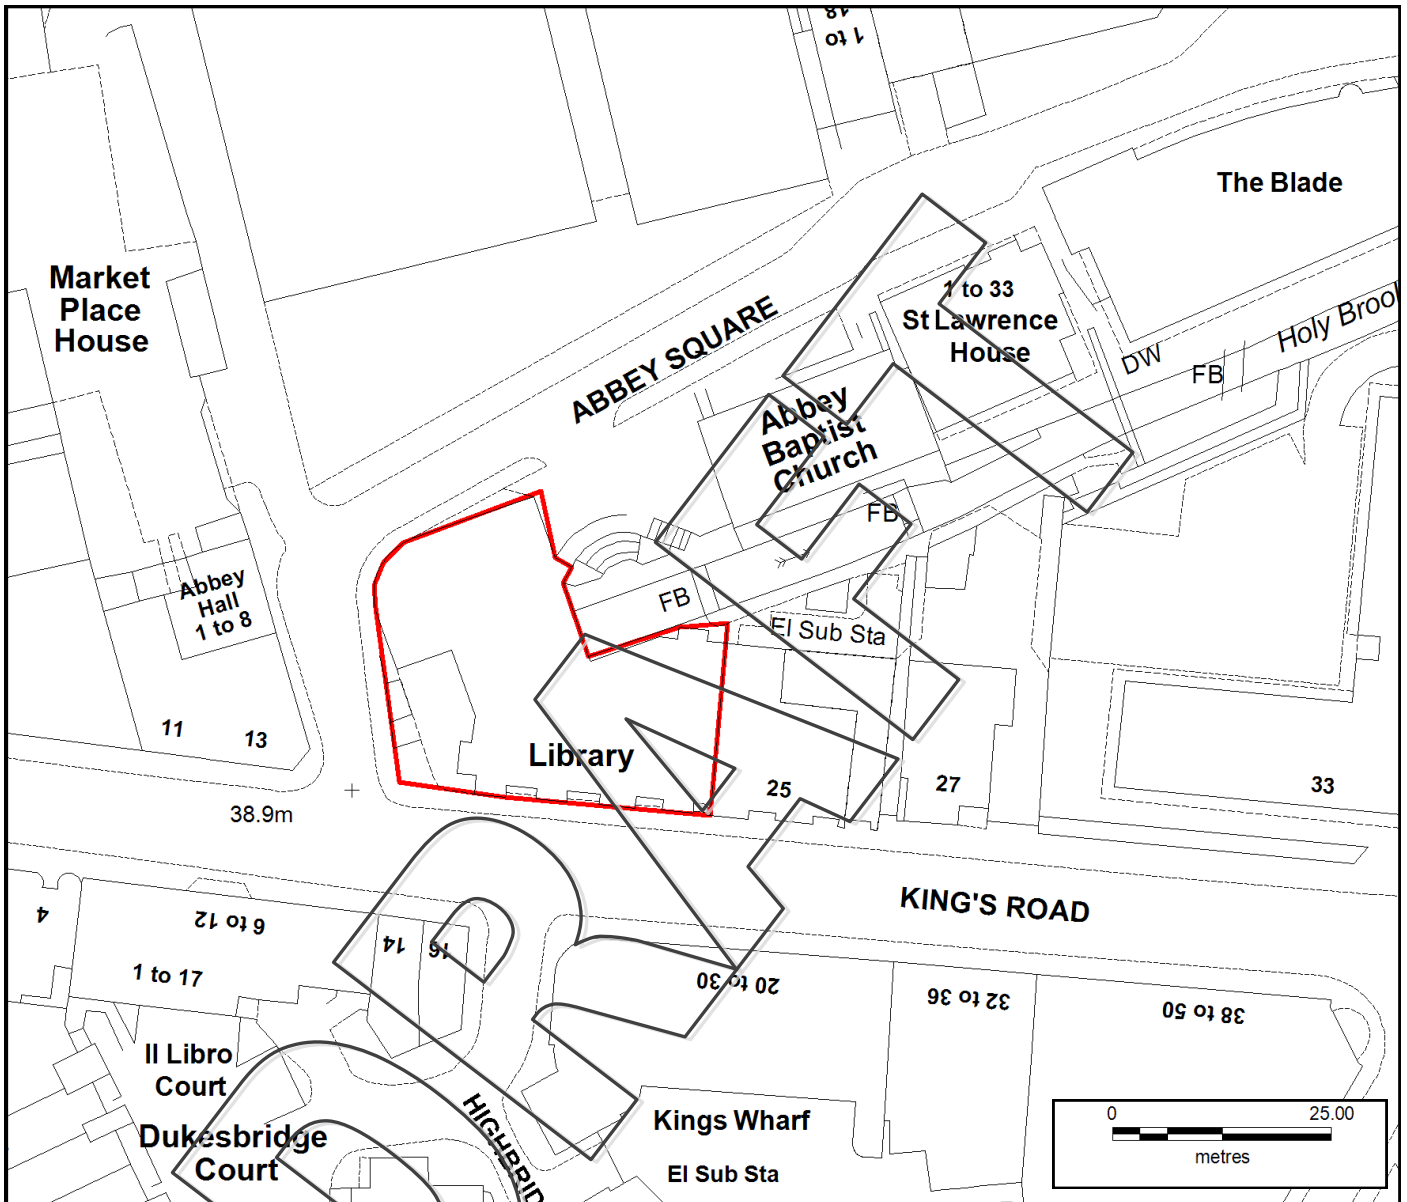 1 to
18
The Blade
Market
Place
House
ABBEY SQUARE
1 to 33
St Lawrence
House
Holy Brook
DW
FB
Abbey
Baptist
Church
FB
Abbey
Hall
1 to 8
FB
El Sub Sta
11
13
Library
25
27
33
38.9m
KING'S ROAD
4
6 to 12
14
16
1 to 17
20 to 30
32 to 36
38 to 50
Il Libro
Court
HIGHBRID
Dukesbridge
Court
Kings Wharf
El Sub Sta
0 25.00
metres
DRAFT